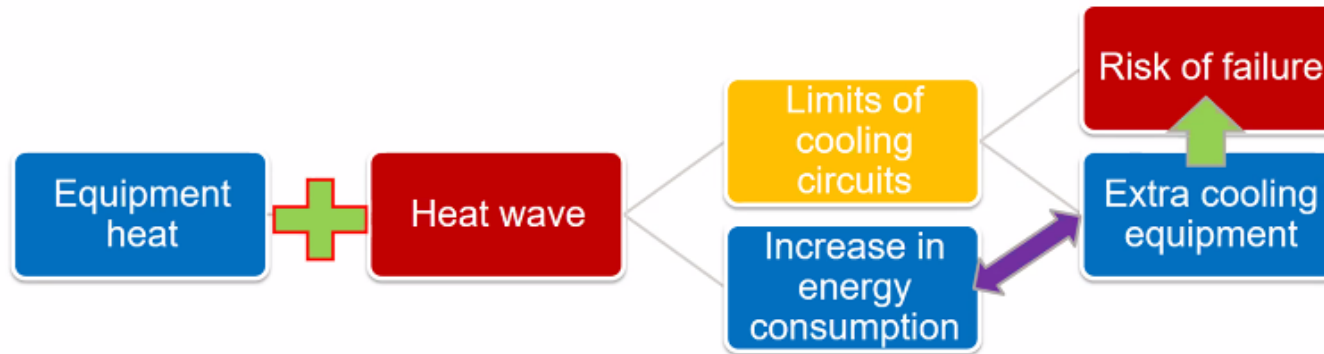 Equipment
heat
Heat wave
Limits of
cooling
circuits
Increase in
energy
consumption
Risk of failure
Extra cooling
equipment